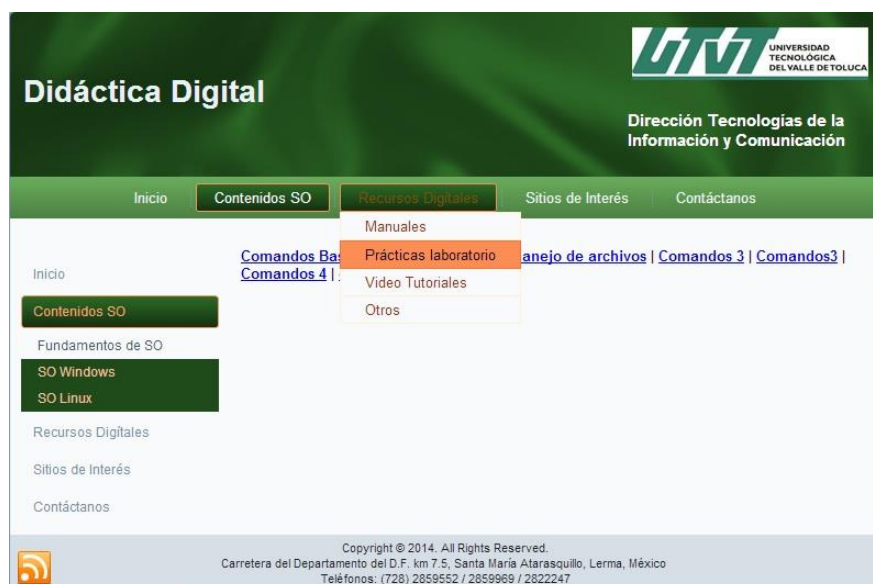 UTVT
UNIVERSIDAD
TECNOLÓGICA
DEL VALLE DE TOLUCA
Didáctica Digital
Dirección Tecnologías de la
Información y Comunicación
Inicio Contenidos SO Recursos Digitales Sitios de Interés Contáctanos
Manuales
Prácticas laboratorio
Video Tutoriales
Otros
Comandos Bas anejo de archivos | Comandos 3 | Comandos3 |
Comandos 4 |
Inicio
Contenidos SO
Fundamentos de SO
SO Windows
SO Linux
Recursos Digítales
Sitios de Interés
Contáctanos
Copyright © 2014. All Rights Reserved.
Carretera del Departamento del D.F. km 7.5, Santa María Atarasquillo, Lerma, México
Teléfonos: (728) 2859552 / 2859969 / 2822247